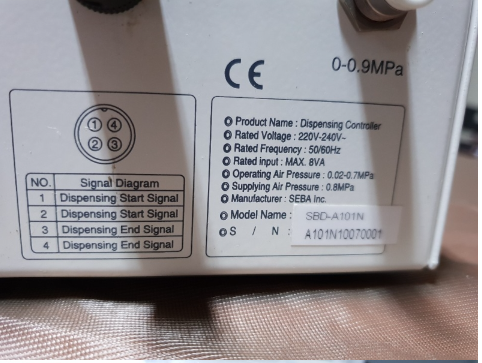 CE
0-0.9MPa
1 4
2 3
NO. Signal Diagram
1 Dispensing Start Signal
2 Dispensing Start Signal
3 Dispensing End Signal
4 Dispensing End Signal
Product Name : Dispensing Controller
Rated Voltage : 220V-240V~
Rated Frequency : 50/60Hz
Rated input : MAX. 8VA
Operating Air Pressure : 0.02-0.7MPa
Supplying Air Pressure : 0.8MPa
Manufacturer : SEBA Inc.
Model Name : SBD-A101N
S / N : A101N10070001